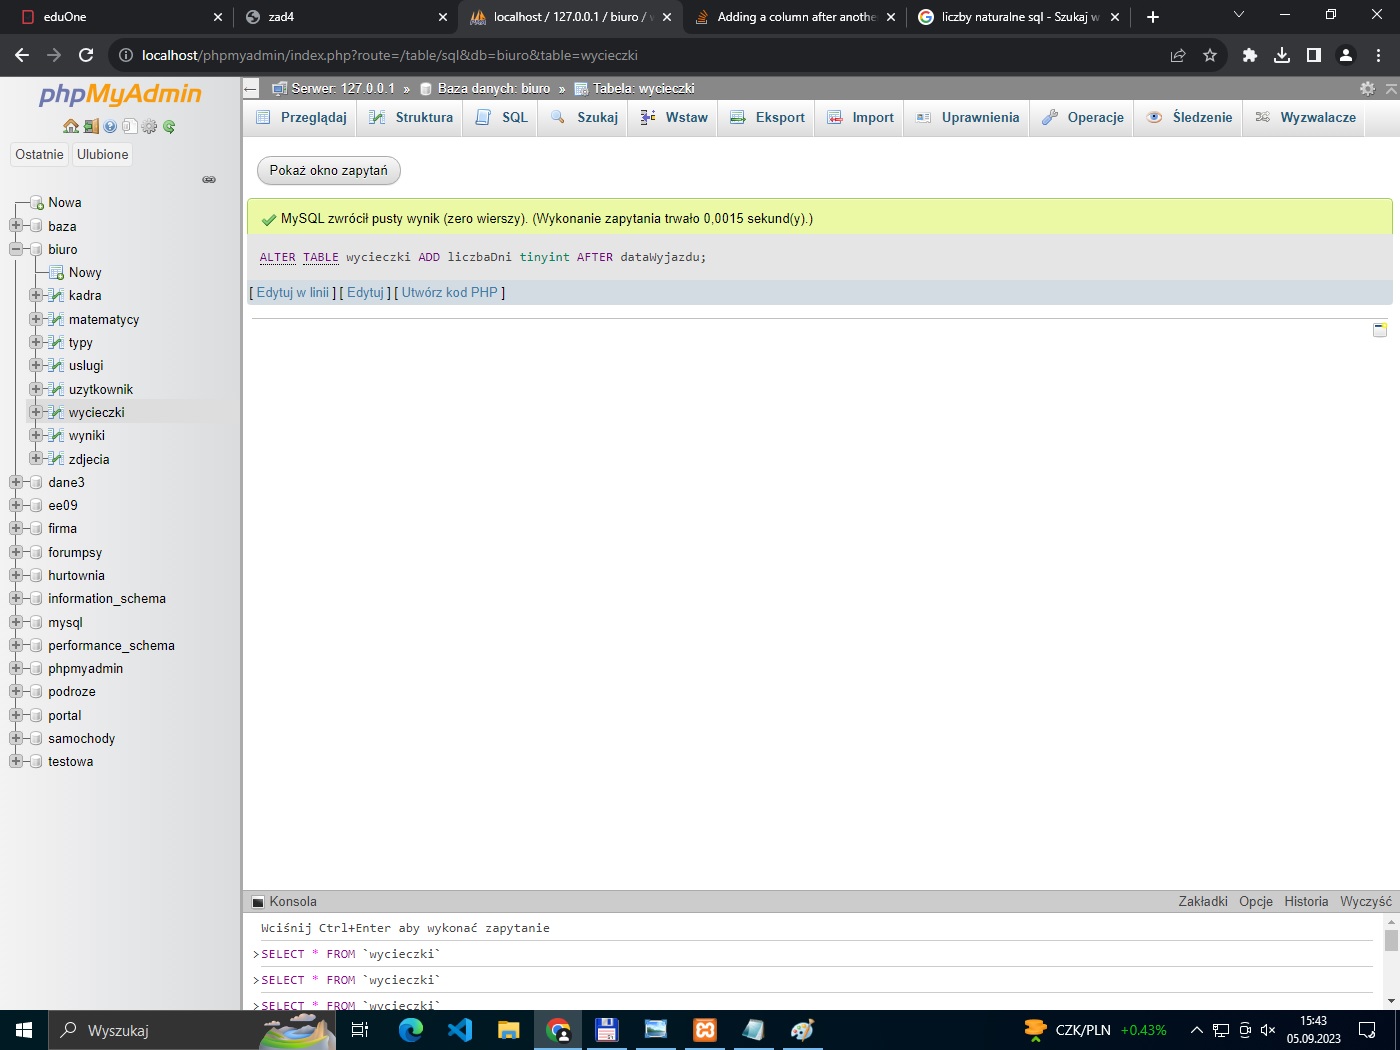 eduOne
zad4
localhost / 127.0.0.1 / biuro /
Adding a column after anothe
liczby naturalne sql - Szukaj w
localhost/phpmyadmin/index.php?route=/table/sql&db=biuro&table=wycieczki
phpMyAdmin
Ostatnie
Ulubione
Nowa
baza
biuro
Nowy
kadra
matematycy
typy
uslugi
uzytkownik
wycieczki
wyniki
zdjecia
dane3
ee09
firma
forumpsy
hurtownia
information_schema
mysql
performance_schema
phpmyadmin
podroze
portal
samochody
testowa
Serwer: 127.0.0.1 » Baza danych: biuro » Tabela: wycieczki
Przeglądaj
Struktura
SQL
Szukaj
Wstaw
Eksport
Import
Uprawnienia
Operacje
Śledzenie
Wyzwalacze
Pokaż okno zapytań
MySQL zwrócił pusty wynik (zero wierszy). (Wykonanie zapytania trwało 0,0015 sekund(y).)
ALTER TABLE wycieczki ADD liczbaDni tinyint AFTER dataWyjazdu;
[ Edytuj w linii ] [ Edytuj ] [ Utwórz kod PHP ]
Konsola
Zakładki
Opcje
Historia
Wyczyść
Wciśnij Ctrl+Enter aby wykonać zapytanie
>SELECT * FROM `wycieczki`
>SELECT * FROM `wycieczki`
>SELECT * FROM `wycieczki`
Wyszukaj
CZK/PLN +0.43%
15:43
05.09.2023